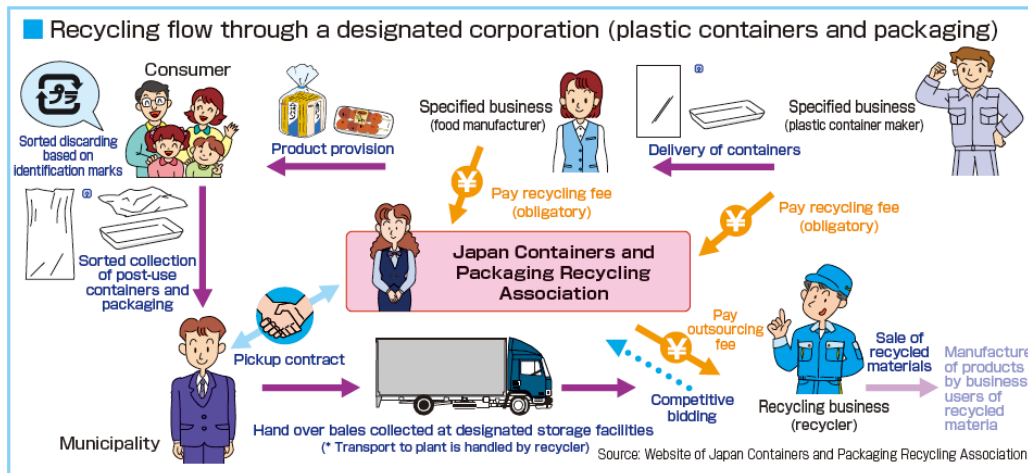 Recycling flow through a designated corporation (plastic containers and packaging)
Consumer
プラ
Sorted discarding
based on
identification marks
Product provision
Specified business
(food manufacturer)
Delivery of containers
Specified business
(plastic container maker)
Pay recycling fee
(obligatory)
Pay recycling fee
(obligatory)
Sorted collection
of post-use
containers and
packaging
Japan Containers and
Packaging Recycling
Association
Pickup contract
Municipality
Hand over bales collected at designated storage facilities
(* Transport to plant is handled by recycler)
Pay
outsourcing
fee
Competitive
bidding
Recycling business
(recycler)
Sale of
recycled
materials
Manufacture
of products
by business
users of
recycled
materia
¥
¥
¥
Source: Website of Japan Containers and Packaging Recycling Association